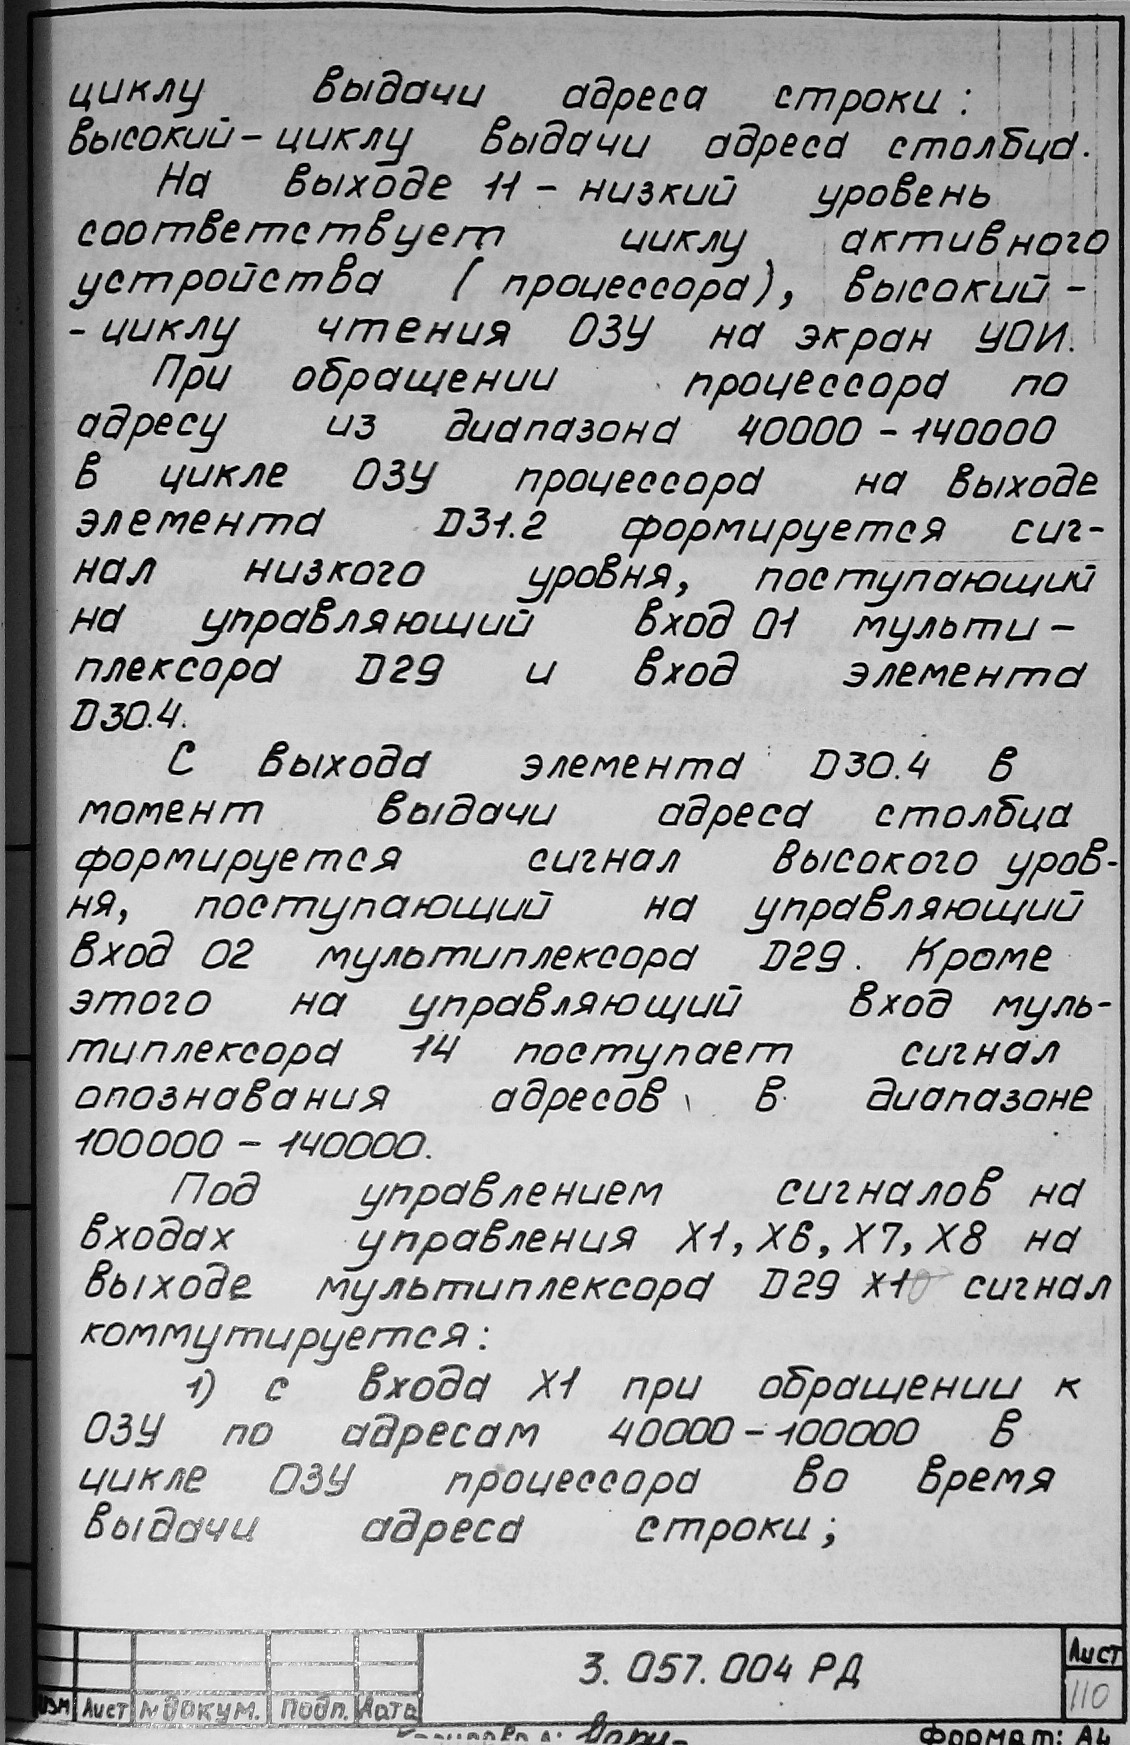 циклу выдачи адреса строки:
высокий - циклу выдачи адреса столбца.
На выходе 11 - низкий уровень
соответствует циклу активного
устройства (процессора), высокий -
- циклу чтения ОЗУ на экран УОИ.
При обращении процессора по
адресу из диапазона 40000 - 140000
в цикле ОЗУ процессора на выходе
элемента D31.2 формируется сиг-
нал низкого уровня, поступающий
на управляющий вход 01 мульти -
плексора D29 и вход элемента
D30.4.
С выхода элемента D30.4 в
момент выдачи адреса столбца
формируется сигнал высокого уров-
ня, поступающий на управляющий
вход 02 мультиплексора D29. Кроме
этого на управляющий вход муль-
типлексора 14 поступает сигнал
опознавания адресов в диапазоне
100000 - 140000.
Под управлением сигналов на
входах управления X1, X6, X7, X8 на
выходе мультиплексора D29 X10 сигнал
коммутируется:
1) с входа X1 при обращении к
ОЗУ по адресам 40000 - 100000 в
цикле ОЗУ процессора во время
выдачи адреса строки;
3.057.004 РД
Лист
110
Изм Лист № докум. Подп. Дата
Формат: А4